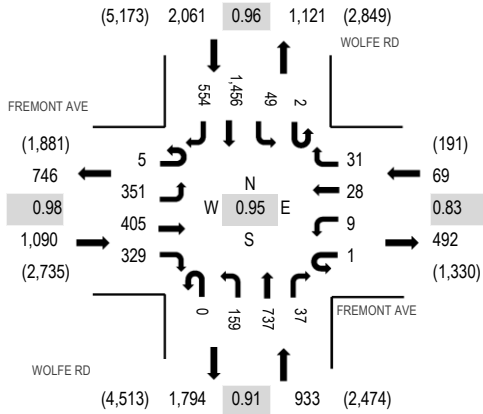 (5,173) 2,061 0.96 1,121 (2,849)
WOLFE RD
554 1,456 49 2
FREMONT AVE
(1,881) (191)
5 31
746 69
351 28
N
0.98 W 0.95 E 0.83
405 9
S
1,090 492
329 1
(2,735) (1,330)
0 159 737 37
FREMONT AVE
WOLFE RD
(4,513) 1,794 0.91 933 (2,474)